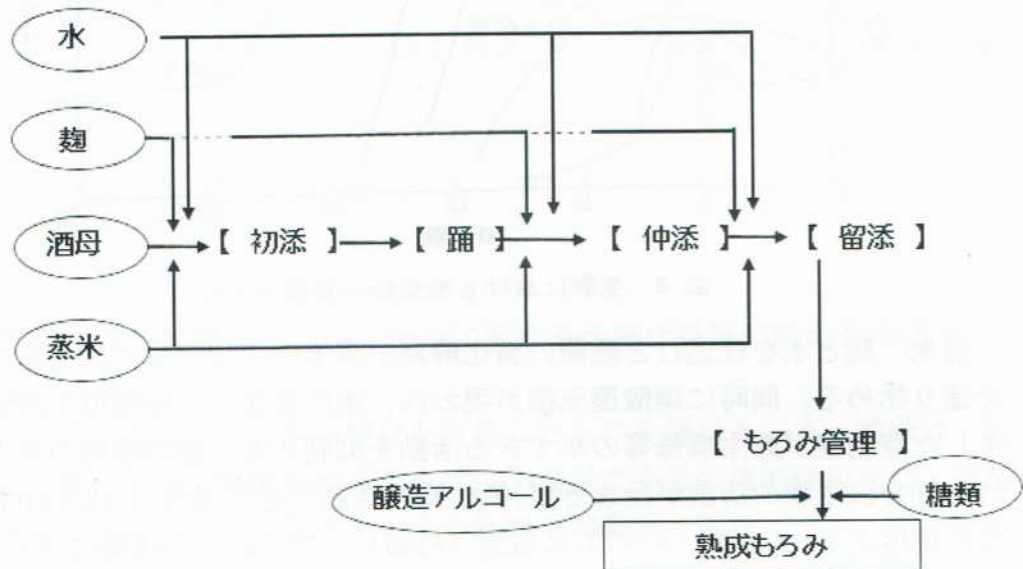 水
麹
酒母 【 初添 】 【 踊 】 【 仲添 】 【 留添 】
蒸米
【 もろみ管理 】
醸造アルコール 糖類
熟成もろみ